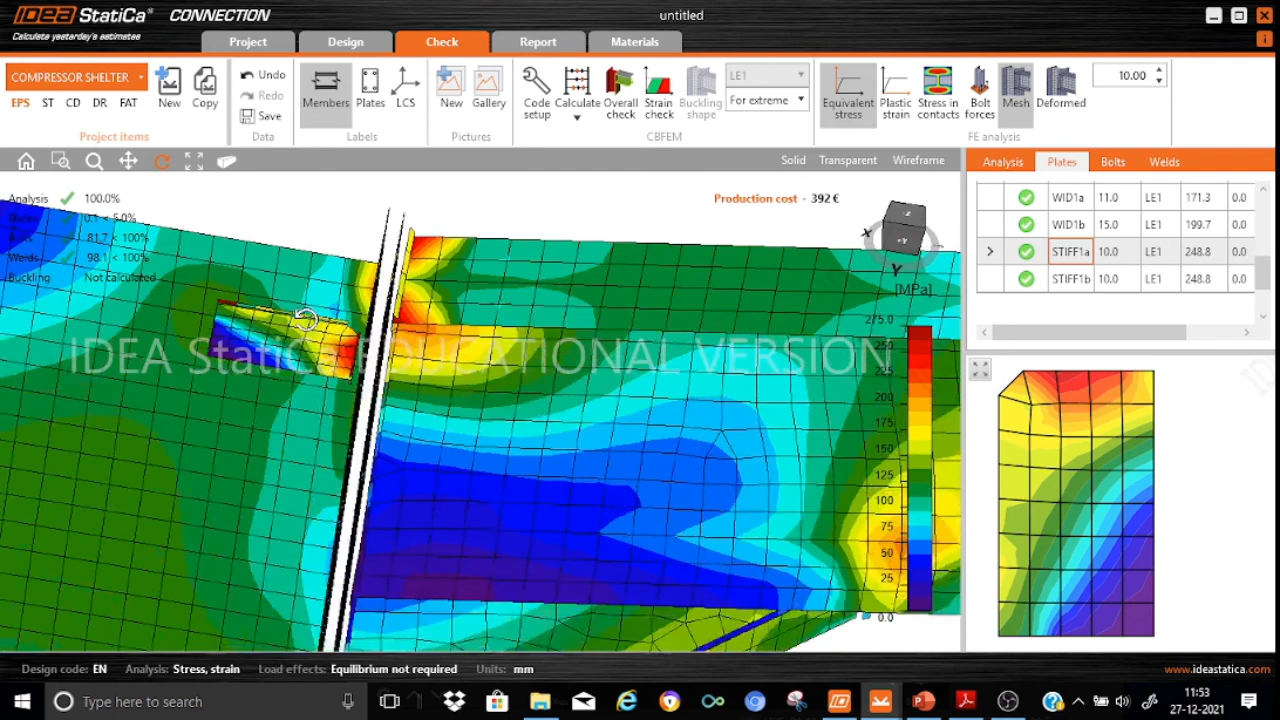 IDEA StatiCa® CONNECTION
untitled
Calculate yesterday's estimates
Project
Design
Check
Report
Materials
COMPRESSOR SHELTER
EPS ST CD DR FAT
New
Copy
Undo
Redo
Save
Members
Plates
LCS
New
Gallery
Code setup
Calculate
Overall check
Strain check
Buckling shape
LE1
For extreme
Equivalent stress
Plastic strain
Stress in contacts
Bolt forces
Mesh
Deformed
10.00
Project items
Data
Labels
Pictures
CBFEM
FE analysis
Solid Transparent Wireframe
Analysis 100.0%
Plates 0.1 < 5.0%
Bolts 81.7 < 100%
Welds 98.1 < 100%
Buckling Not calculated
Production cost - 392 €
X
Y
-Z
+Y
[MPa]
275.0
250
225
200
175
150
125
100
75
50
25
0.0
IDEA StatiCa EDUCATIONAL VERSION
Analysis Plates Bolts Welds
WID1a 11.0 LE1 171.3 0.0
WID1b 15.0 LE1 199.7 0.0
STIFF1a 10.0 LE1 248.8 0.0
STIFF1b 10.0 LE1 248.8 0.0
Design code: EN Analysis: Stress, strain Load effects: Equilibrium not required Units: mm
www.ideastatica.com
Type here to search
11:53
27-12-2021